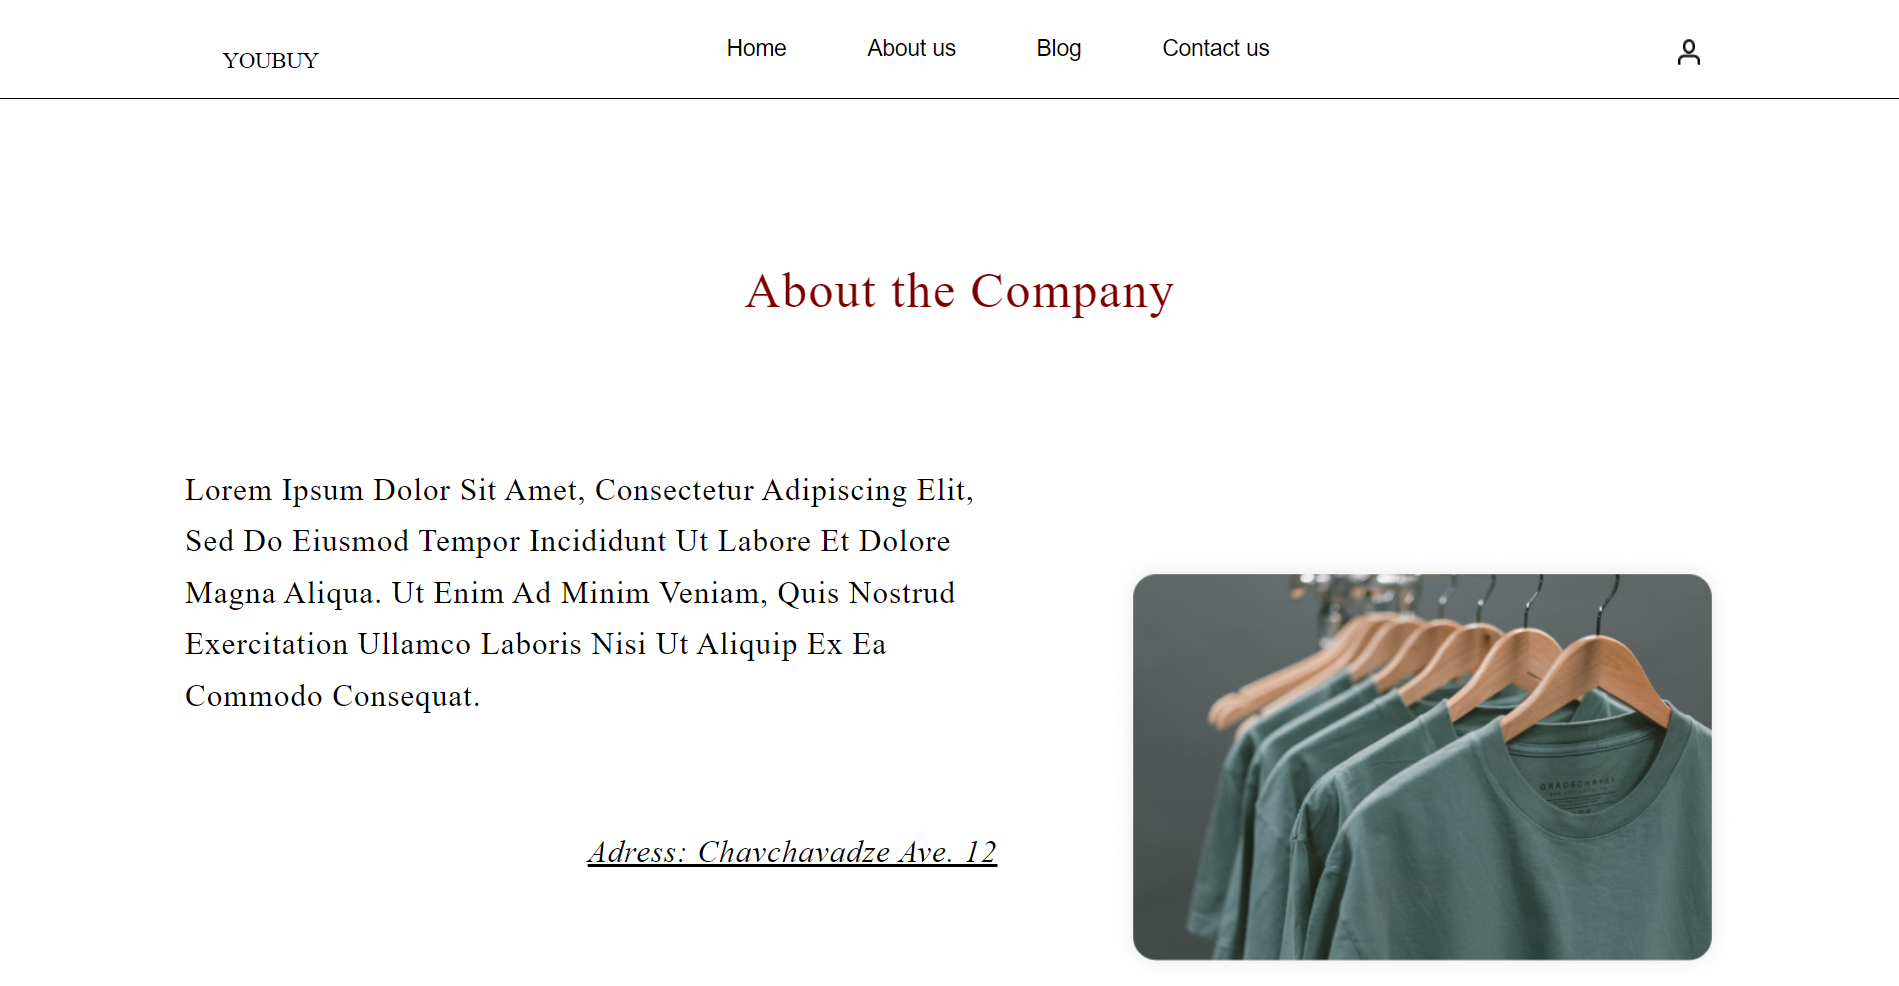 YOUBUY
Home
About us
Blog
Contact us
About the Company
Lorem Ipsum Dolor Sit Amet, Consectetur Adipiscing Elit,
Sed Do Eiusmod Tempor Incididunt Ut Labore Et Dolore
Magna Aliqua. Ut Enim Ad Minim Veniam, Quis Nostrud
Exercitation Ullamco Laboris Nisi Ut Aliquip Ex Ea
Commodo Consequat.
Adress: Chavchavadze Ave. 12
GRACECHAPEL